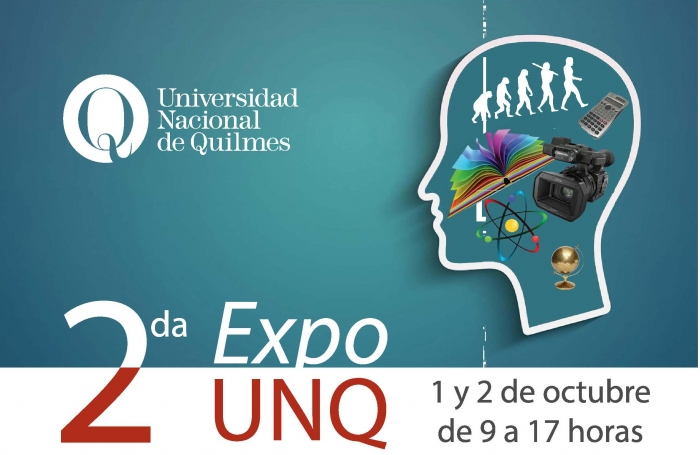 Universidad
Nacional
de Quilmes
2da Expo
UNQ
1 y 2 de octubre
de 9 a 17 horas